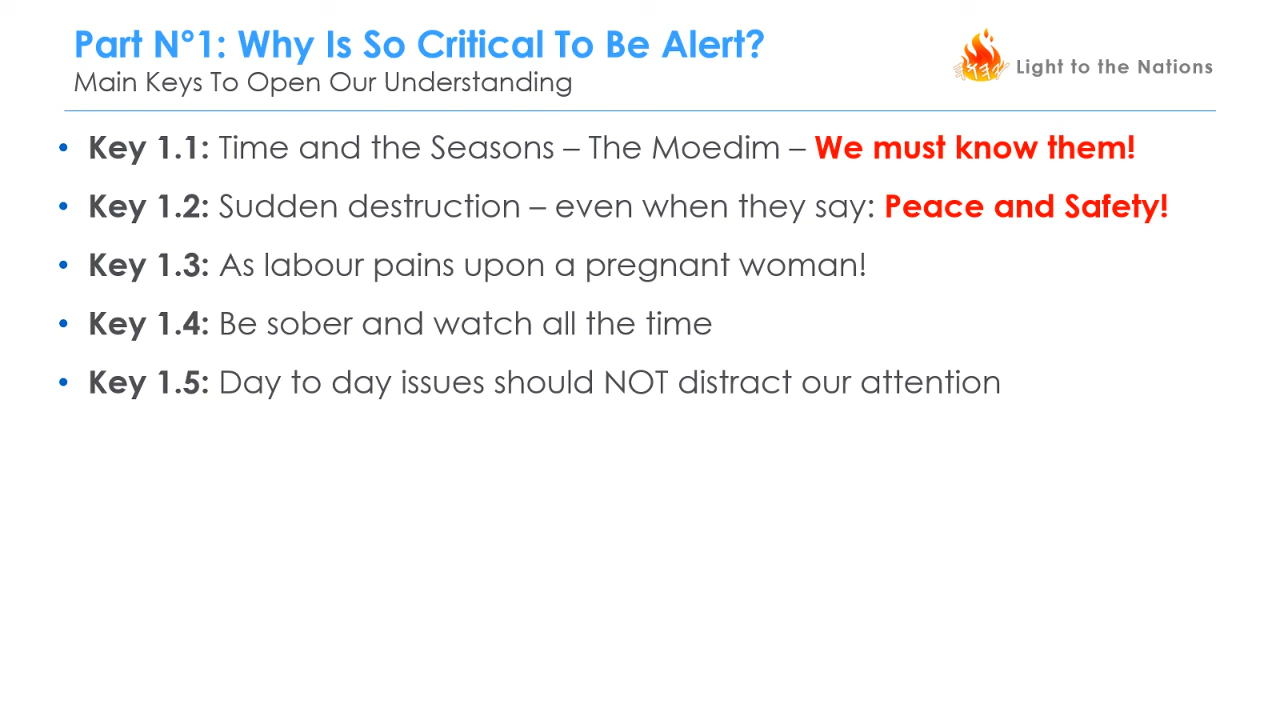 Part N°1: Why Is So Critical To Be Alert?
Main Keys To Open Our Understanding
Light to the Nations
• Key 1.1: Time and the Seasons – The Moedim – We must know them!
• Key 1.2: Sudden destruction – even when they say: Peace and Safety!
• Key 1.3: As labour pains upon a pregnant woman!
• Key 1.4: Be sober and watch all the time
• Key 1.5: Day to day issues should NOT distract our attention